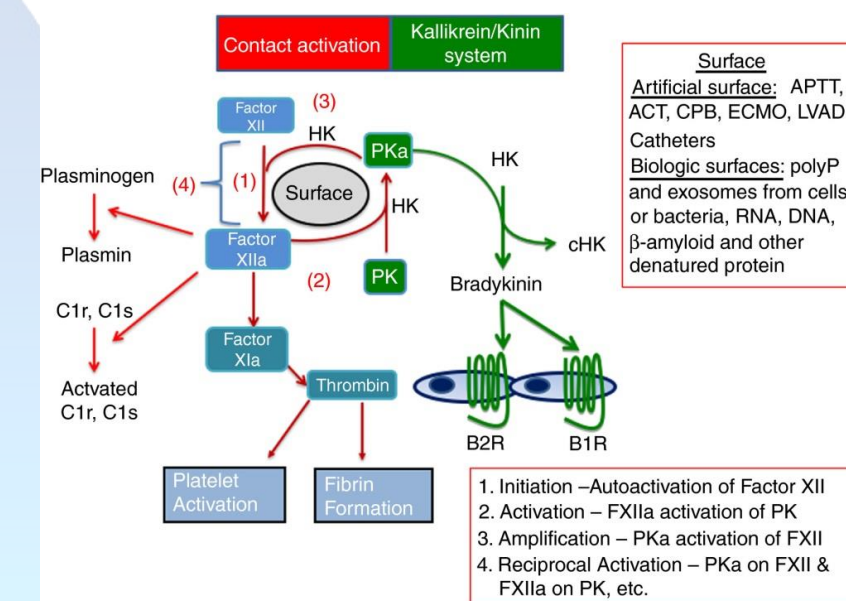 Contact activation
Kallikrein/Kinin
system
Surface
Artificial surface: APTT,
ACT, CPB, ECMO, LVAD
Catheters
Biologic surfaces: polyP
and exosomes from cells
or bacteria, RNA, DNA,
β-amyloid and other
denatured protein
Factor
XII
(3)
HK
PKa
HK
Plasminogen
(4)
(1)
Surface
HK
Factor
XIIa
Plasmin
cHK
(2)
PK
Bradykinin
C1r, C1s
Factor
XIa
Thrombin
Actvated
C1r, C1s
B2R
B1R
Platelet
Activation
Fibrin
Formation
1. Initiation –Autoactivation of Factor XII
2. Activation – FXIIa activation of PK
3. Amplification – PKa activation of FXII
4. Reciprocal Activation – PKa on FXII &
FXIIa on PK, etc.